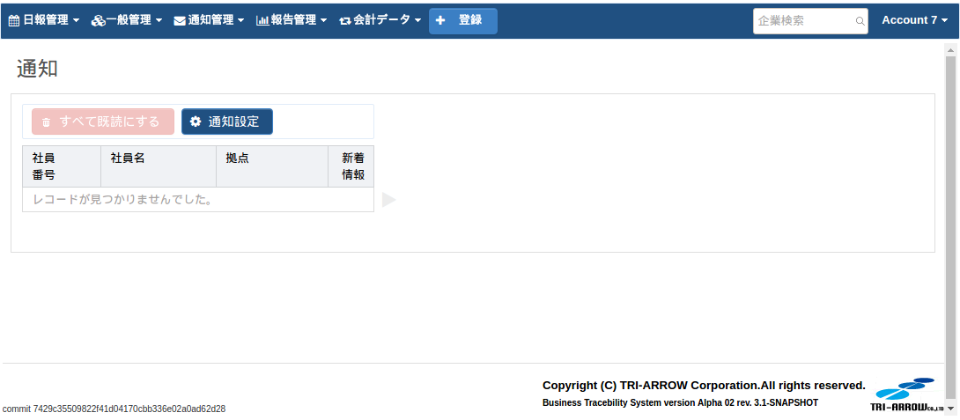 日報管理 一般管理 通知管理 報告管理 会計データ + 登録 企業検索 Account 7
通知
すべて既読にする 通知設定
社員番号 社員名 拠点 新着情報
レコードが見つかりませんでした。
Copyright (C) TRI-ARROW Corporation.All rights reserved.
Business Tracebility System version Alpha 02 rev. 3.1-SNAPSHOT
TRI-ARROW CO.,LTD
commit 7429c35509822f41d04170cbb336e02a0ad62d28